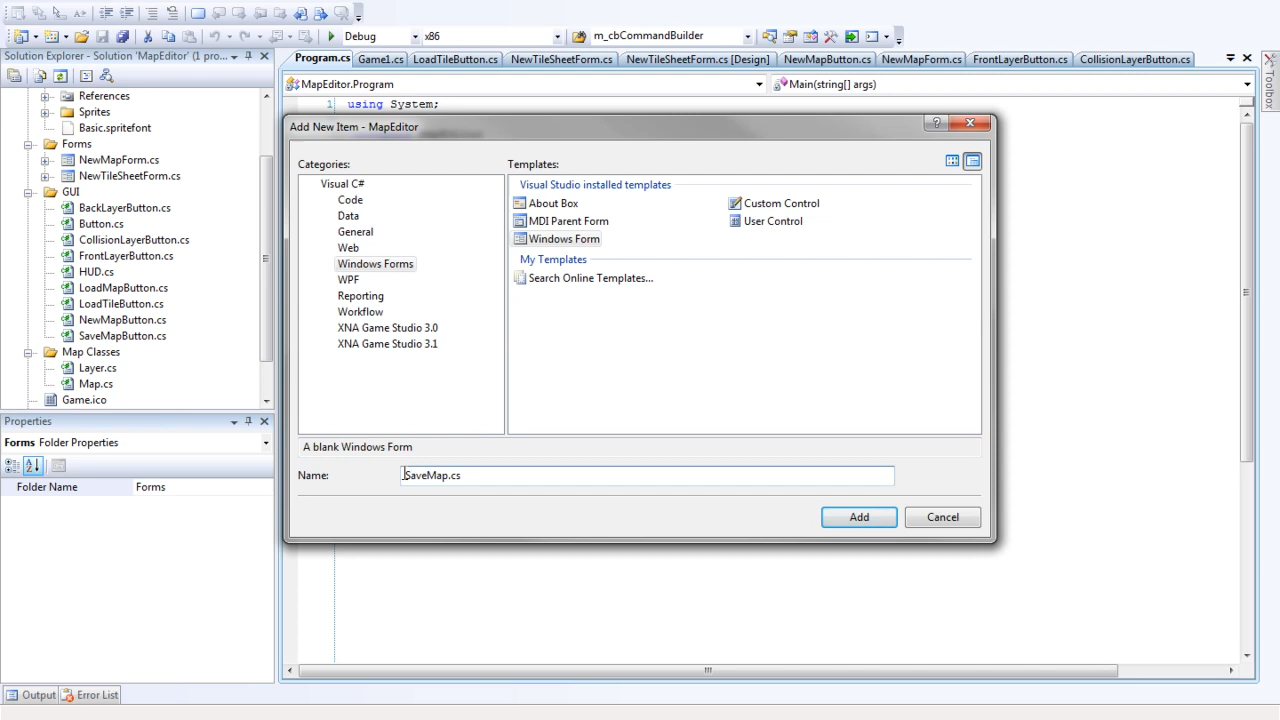 Debug
x86
m_cbCommandBuilder
Solution Explorer - Solution 'MapEditor' (1 pro...
Program.cs
Game1.cs
LoadTileButton.cs
NewTileSheetForm.cs
NewTileSheetForm.cs [Design]
NewMapButton.cs
NewMapForm.cs
FrontLayerButton.cs
CollisionLayerButton.cs
MapEditor.Program
Main(string[] args)
Toolbox
1 using System;
References
Sprites
Basic.spritefont
Forms
NewMapForm.cs
NewTileSheetForm.cs
GUI
BackLayerButton.cs
Button.cs
CollisionLayerButton.cs
FrontLayerButton.cs
HUD.cs
LoadMapButton.cs
LoadTileButton.cs
NewMapButton.cs
SaveMapButton.cs
Map Classes
Layer.cs
Map.cs
Game.ico
Properties
Forms Folder Properties
Folder Name Forms
Output
Error List
Add New Item - MapEditor
Categories:
Templates:
Visual C#
Code
Data
General
Web
Windows Forms
WPF
Reporting
Workflow
XNA Game Studio 3.0
XNA Game Studio 3.1
Visual Studio installed templates
About Box
Custom Control
MDI Parent Form
User Control
Windows Form
My Templates
Search Online Templates...
A blank Windows Form
Name: SaveMap.cs
Add
Cancel